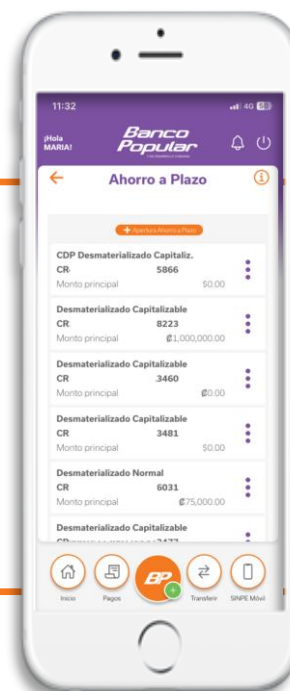 11:32
4G
¡Hola
MARIA!
Banco
Popular
Ahorro a Plazo
+ Apertura Ahorro a Plazo
CDP Desmaterializado Capitaliz.
CR 5866
Monto principal $0.00
Desmaterializado Capitalizable
CR 8223
Monto principal ₡1,000,000.00
Desmaterializado Capitalizable
CR 3460
Monto principal ₡0.00
Desmaterializado Capitalizable
CR 3481
Monto principal $0.00
Desmaterializado Normal
CR 6031
Monto principal ₡75,000.00
Desmaterializado Capitalizable
BP
Inicio Pagos Transferir SINPE Móvil